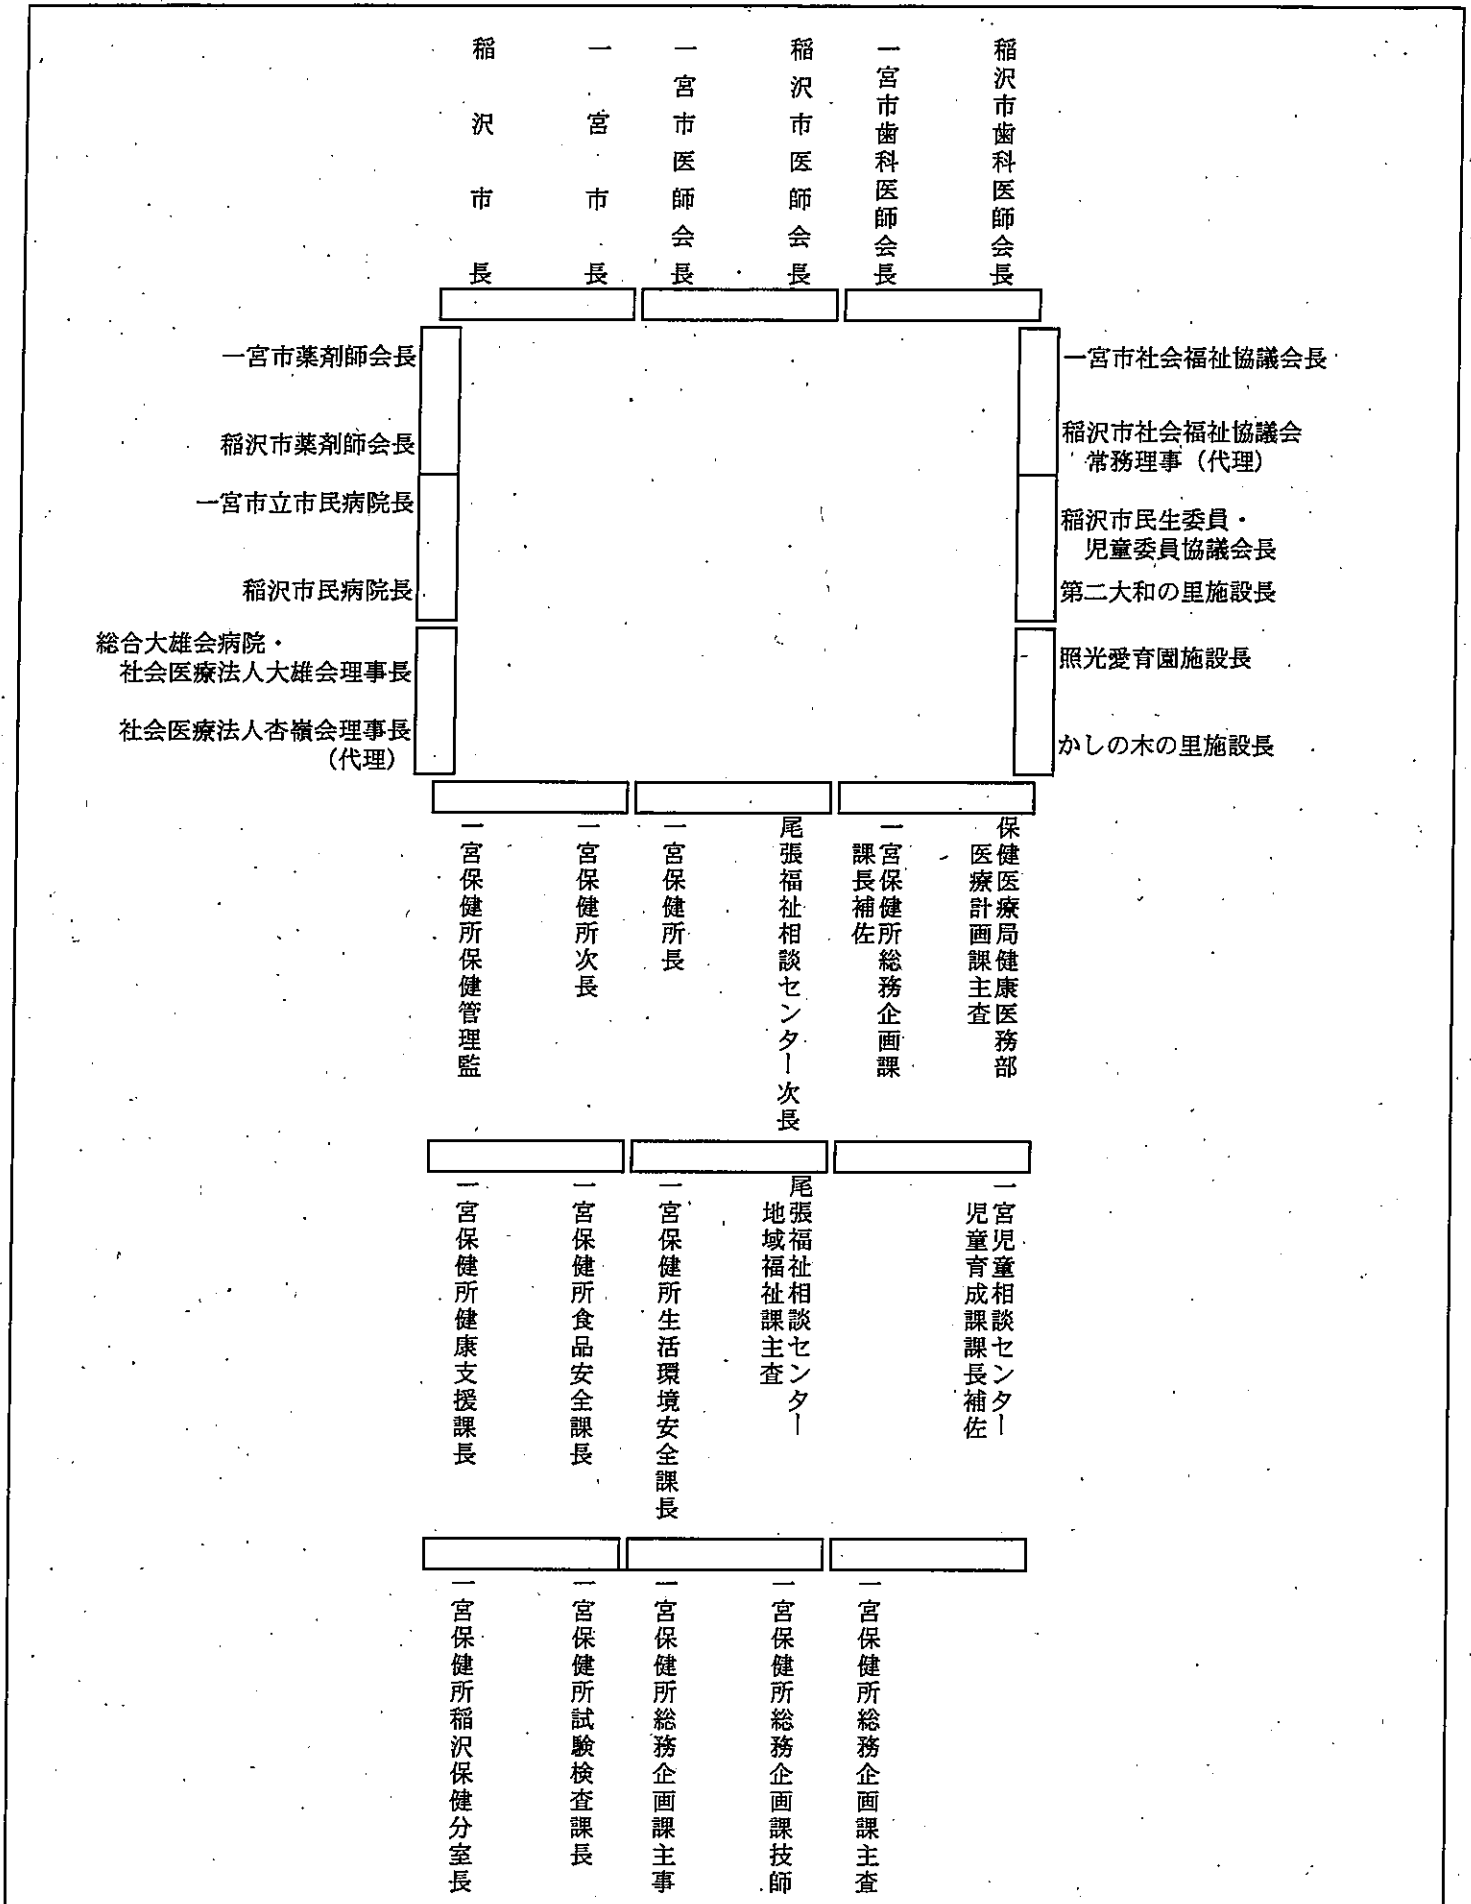 稲沢市長
一宮市長
一宮市医師会長
稲沢市医師会長
一宮市歯科医師会長
稲沢市歯科医師会長
一宮市薬剤師会長
稲沢市薬剤師会長
一宮市立市民病院長
稲沢市民病院長
総合大雄会病院・
社会医療法人大雄会理事長
社会医療法人杏嶺会理事長
（代理）
一宮市社会福祉協議会長
稲沢市社会福祉協議会
常務理事（代理）
稲沢市民生委員・
児童委員協議会長
第二大和の里施設長
照光愛育園施設長
かしの木の里施設長
一宮保健所保健管理監
一宮保健所次長
一宮保健所長
尾張福祉相談センター次長
一宮保健所総務企画課
課長補佐
保健医療局健康医務部
医療計画課主査
一宮保健所健康支援課長
一宮保健所食品安全課長
一宮保健所生活環境安全課長
尾張福祉相談センター
地域福祉課主査
一宮児童相談センター
児童育成課課長補佐
一宮保健所稲沢保健分室長
一宮保健所試験検査課長
一宮保健所総務企画課主事
一宮保健所総務企画課技師
一宮保健所総務企画課主査